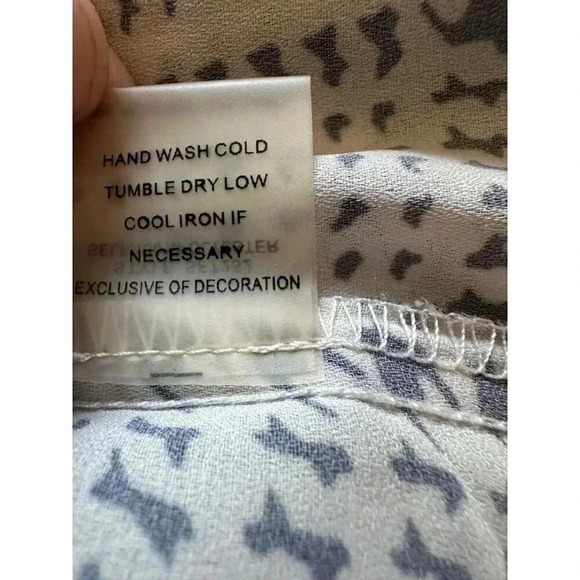 HAND WASH COLD
TUMBLE DRY LOW
COOL IRON IF
NECESSARY
EXCLUSIVE OF DECORATION